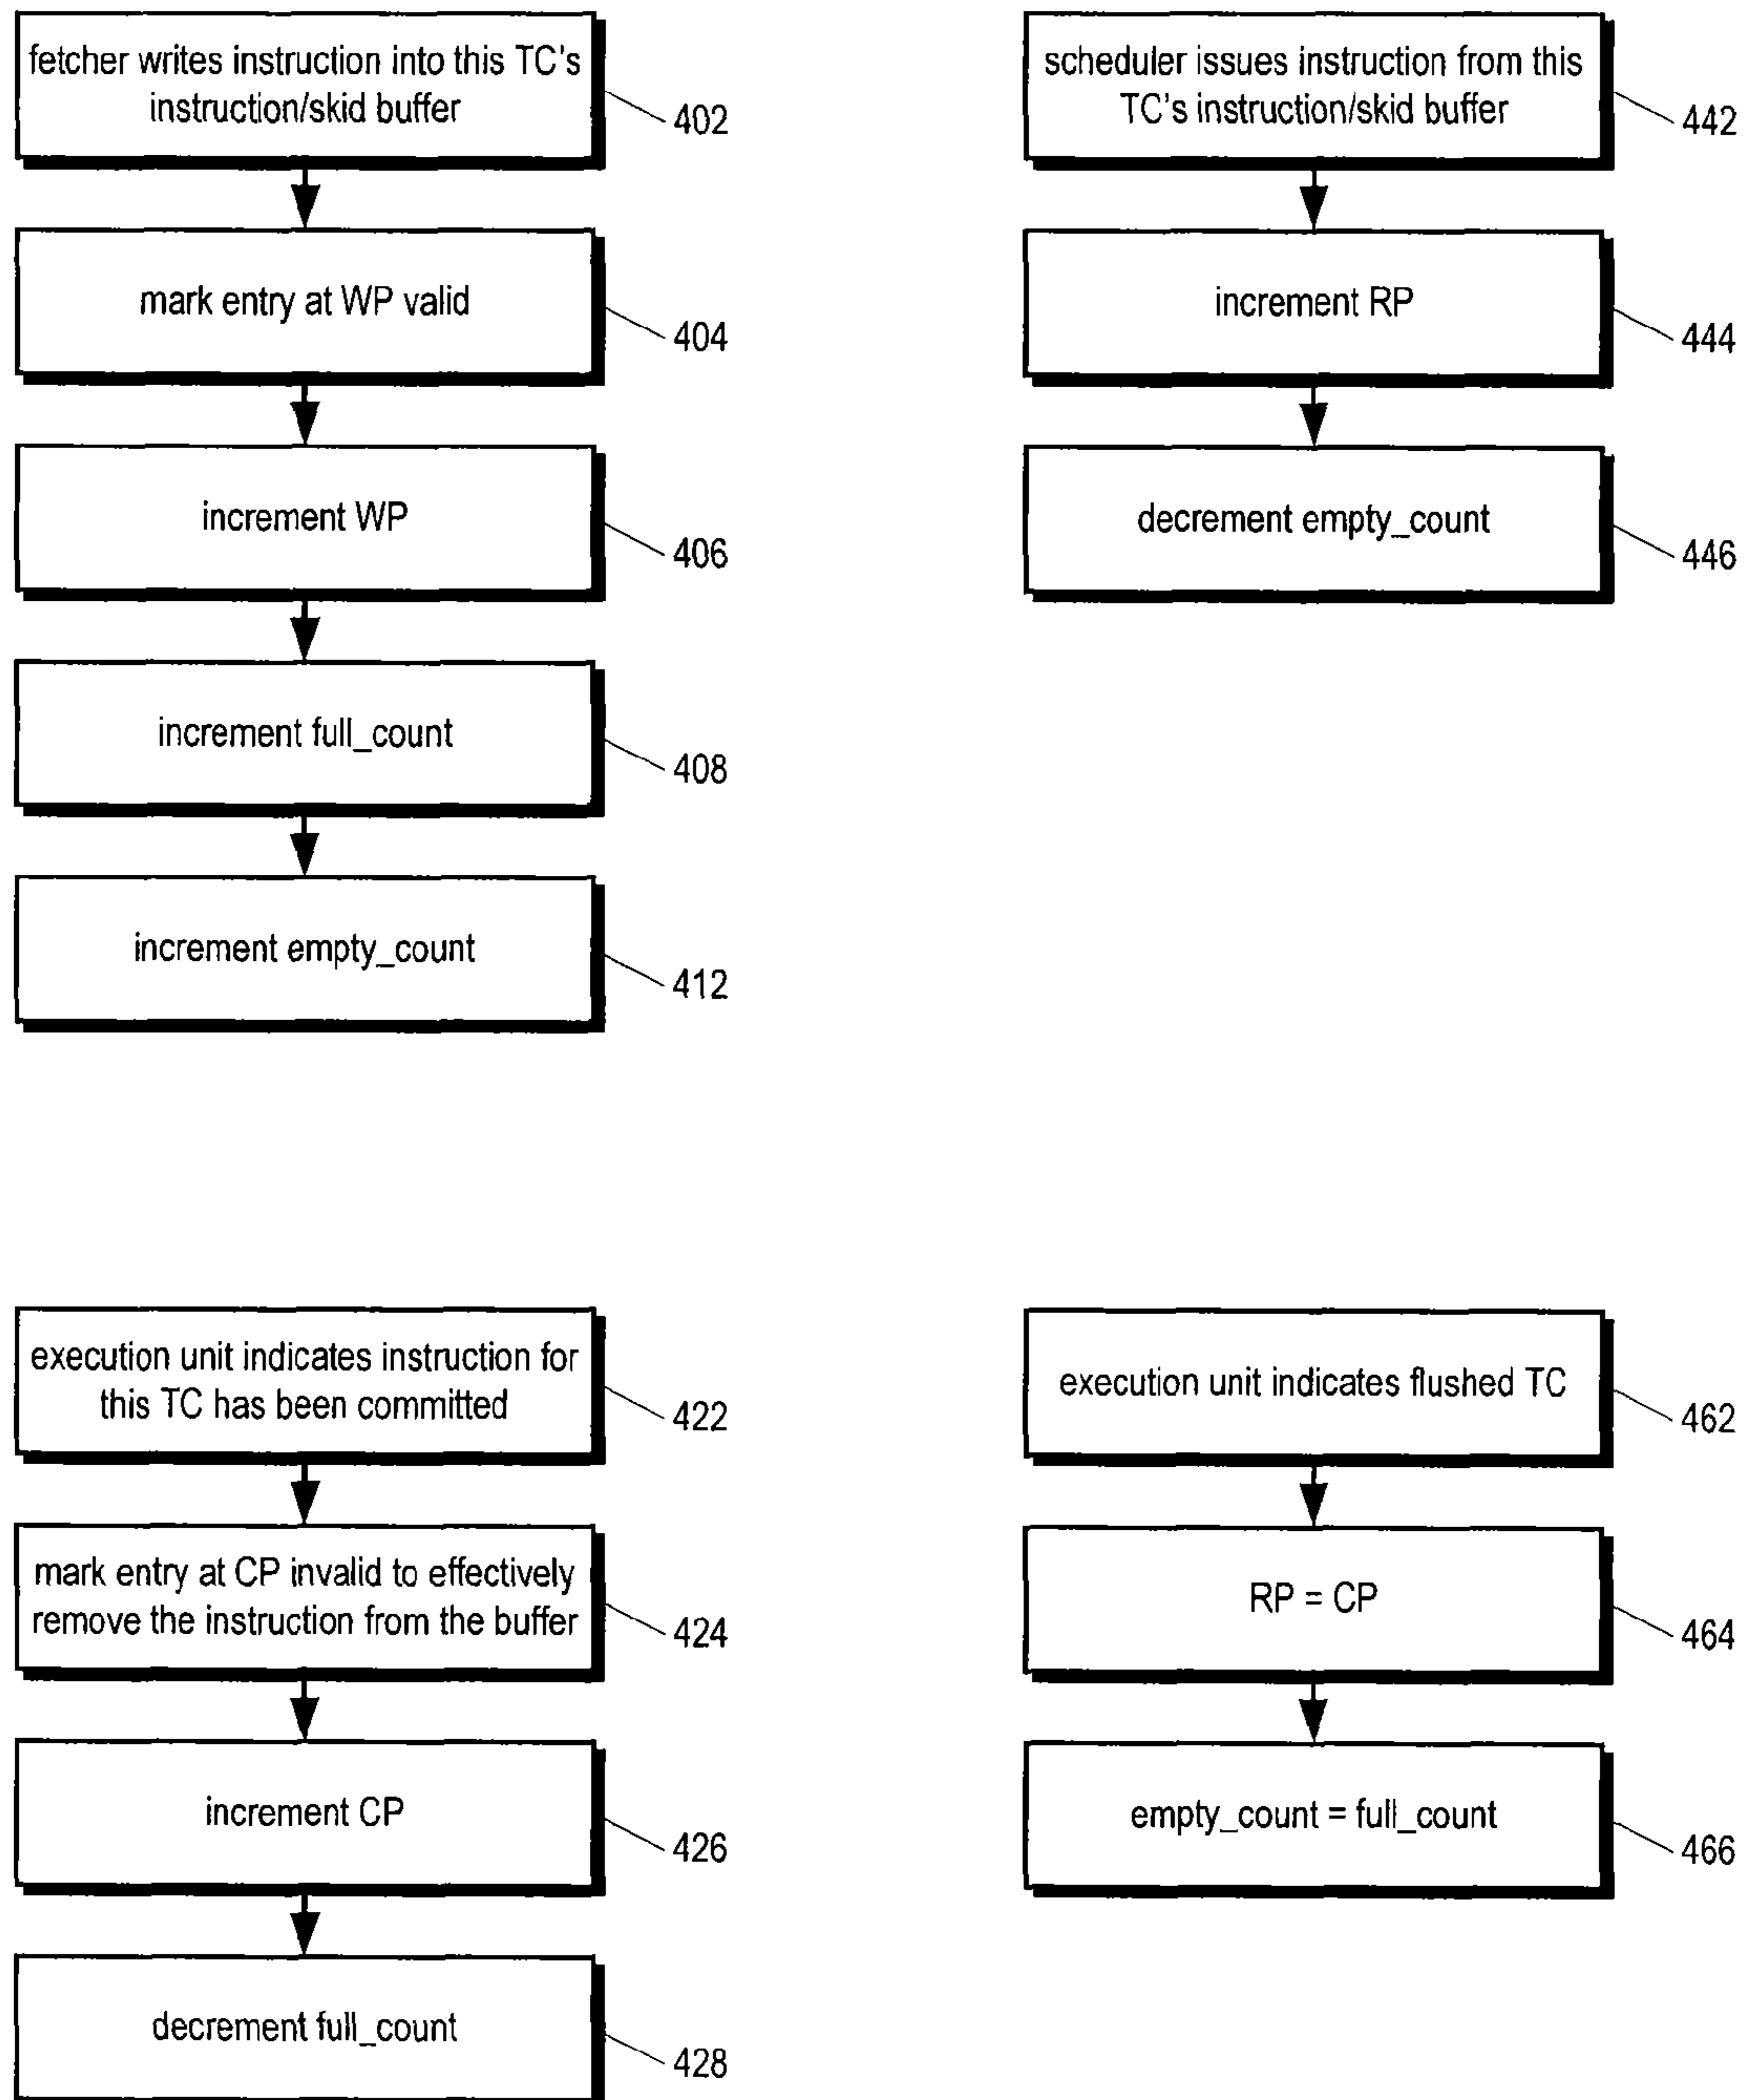 fetcher writes instruction into this TC's
instruction/skid buffer
402
mark entry at WP valid
404
increment WP
406
increment full_count
408
increment empty_count
412
scheduler issues instruction from this
TC's instruction/skid buffer
442
increment RP
444
decrement empty_count
446
execution unit indicates instruction for
this TC has been committed
422
mark entry at CP invalid to effectively
remove the instruction from the buffer
424
increment CP
426
decrement full_count
428
execution unit indicates flushed TC
462
RP = CP
464
empty_count = full_count
466